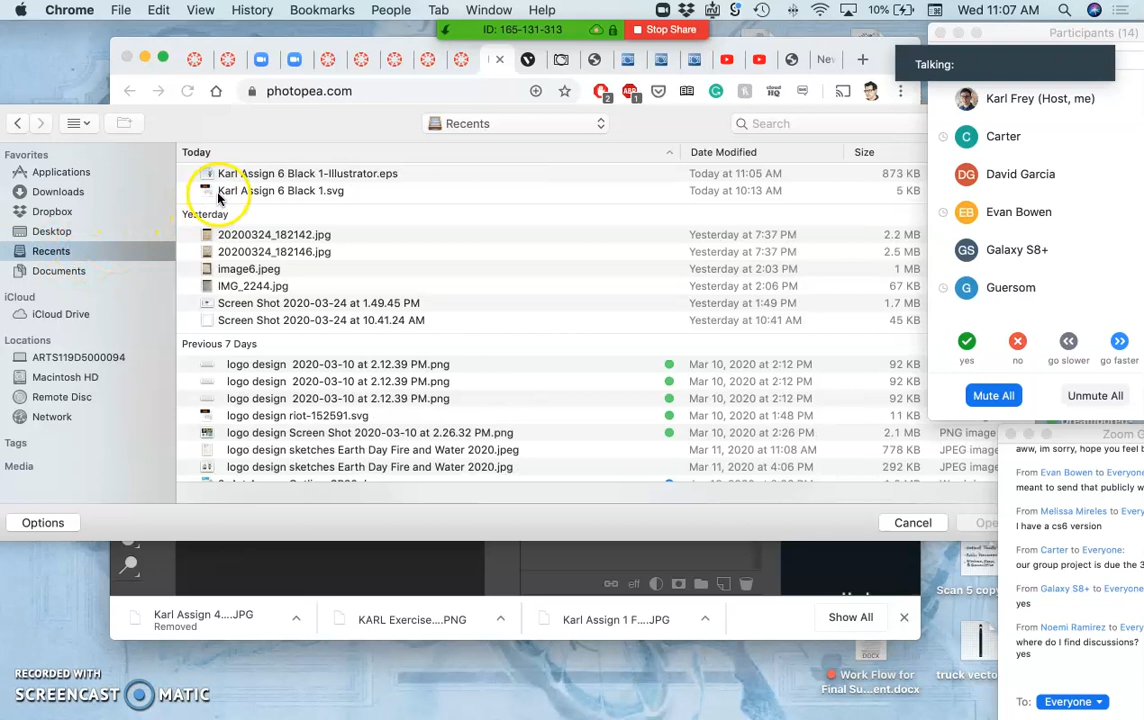 Chrome File Edit View History Bookmarks People Tab Window Help 10% Wed 11:07 AM
ID: 165-131-313 Stop Share
Participants (14)
Talking:
Karl Frey (Host, me)
Carter
David Garcia
Evan Bowen
Galaxy S8+
Guersom
yes no go slower go faster
Mute All Unmute All
photopea.com
Recents Search
Favorites
Applications
Downloads
Dropbox
Desktop
Recents
Documents
iCloud
iCloud Drive
Locations
ARTS119D5000094
Macintosh HD
Remote Disc
Network
Tags
Media
Today Date Modified Size
Karl Assign 6 Black 1-Illustrator.eps Today at 11:05 AM 873 KB
Karl Assign 6 Black 1.svg Today at 10:13 AM 5 KB
Yesterday
20200324_182142.jpg Yesterday at 7:37 PM 2.2 MB
20200324_182146.jpg Yesterday at 7:37 PM 2.5 MB
image6.jpeg Yesterday at 2:03 PM 1 MB
IMG_2244.jpg Yesterday at 2:06 PM 67 KB
Screen Shot 2020-03-24 at 1.49.45 PM Yesterday at 1:49 PM 1.7 MB
Screen Shot 2020-03-24 at 10.41.24 AM Yesterday at 10:41 AM 45 KB
Previous 7 Days
logo design 2020-03-10 at 2.12.39 PM.png Mar 10, 2020 at 2:12 PM 92 KB
logo design 2020-03-10 at 2.12.39 PM.png Mar 10, 2020 at 2:12 PM 92 KB
logo design 2020-03-10 at 2.12.39 PM.png Mar 10, 2020 at 2:12 PM 92 KB
logo design riot-152591.svg Mar 10, 2020 at 1:48 PM 11 KB
logo design Screen Shot 2020-03-10 at 2.26.32 PM.png Mar 10, 2020 at 2:26 PM 2.1 MB PNG image
logo design sketches Earth Day Fire and Water 2020.jpeg Mar 11, 2020 at 11:08 AM 778 KB JPEG image
logo design sketches Earth Day Fire and Water 2020.jpg Mar 11, 2020 at 4:06 PM 292 KB JPEG image
Options Cancel Ope
Zoom G
aww, im sorry, hope you feel b
From Evan Bowen to Everyone
meant to send that publicly w
From Melissa Mireles to Every
I have a cs6 version
From Carter to Everyone:
our group project is due the 3
From Galaxy S8+ to Everyone:
yes
From Noemi Ramirez to Every
where do I find discussions?
yes
To: Everyone
eff
Karl Assign 4....JPG
Removed
KARL Exercise....PNG
Karl Assign 1 F....JPG
Show All
Scan 5 copy
DOCX
Work Flow for
Final Su...ent.docx
truck vecto
RECORDED WITH
SCREENCAST MATIC